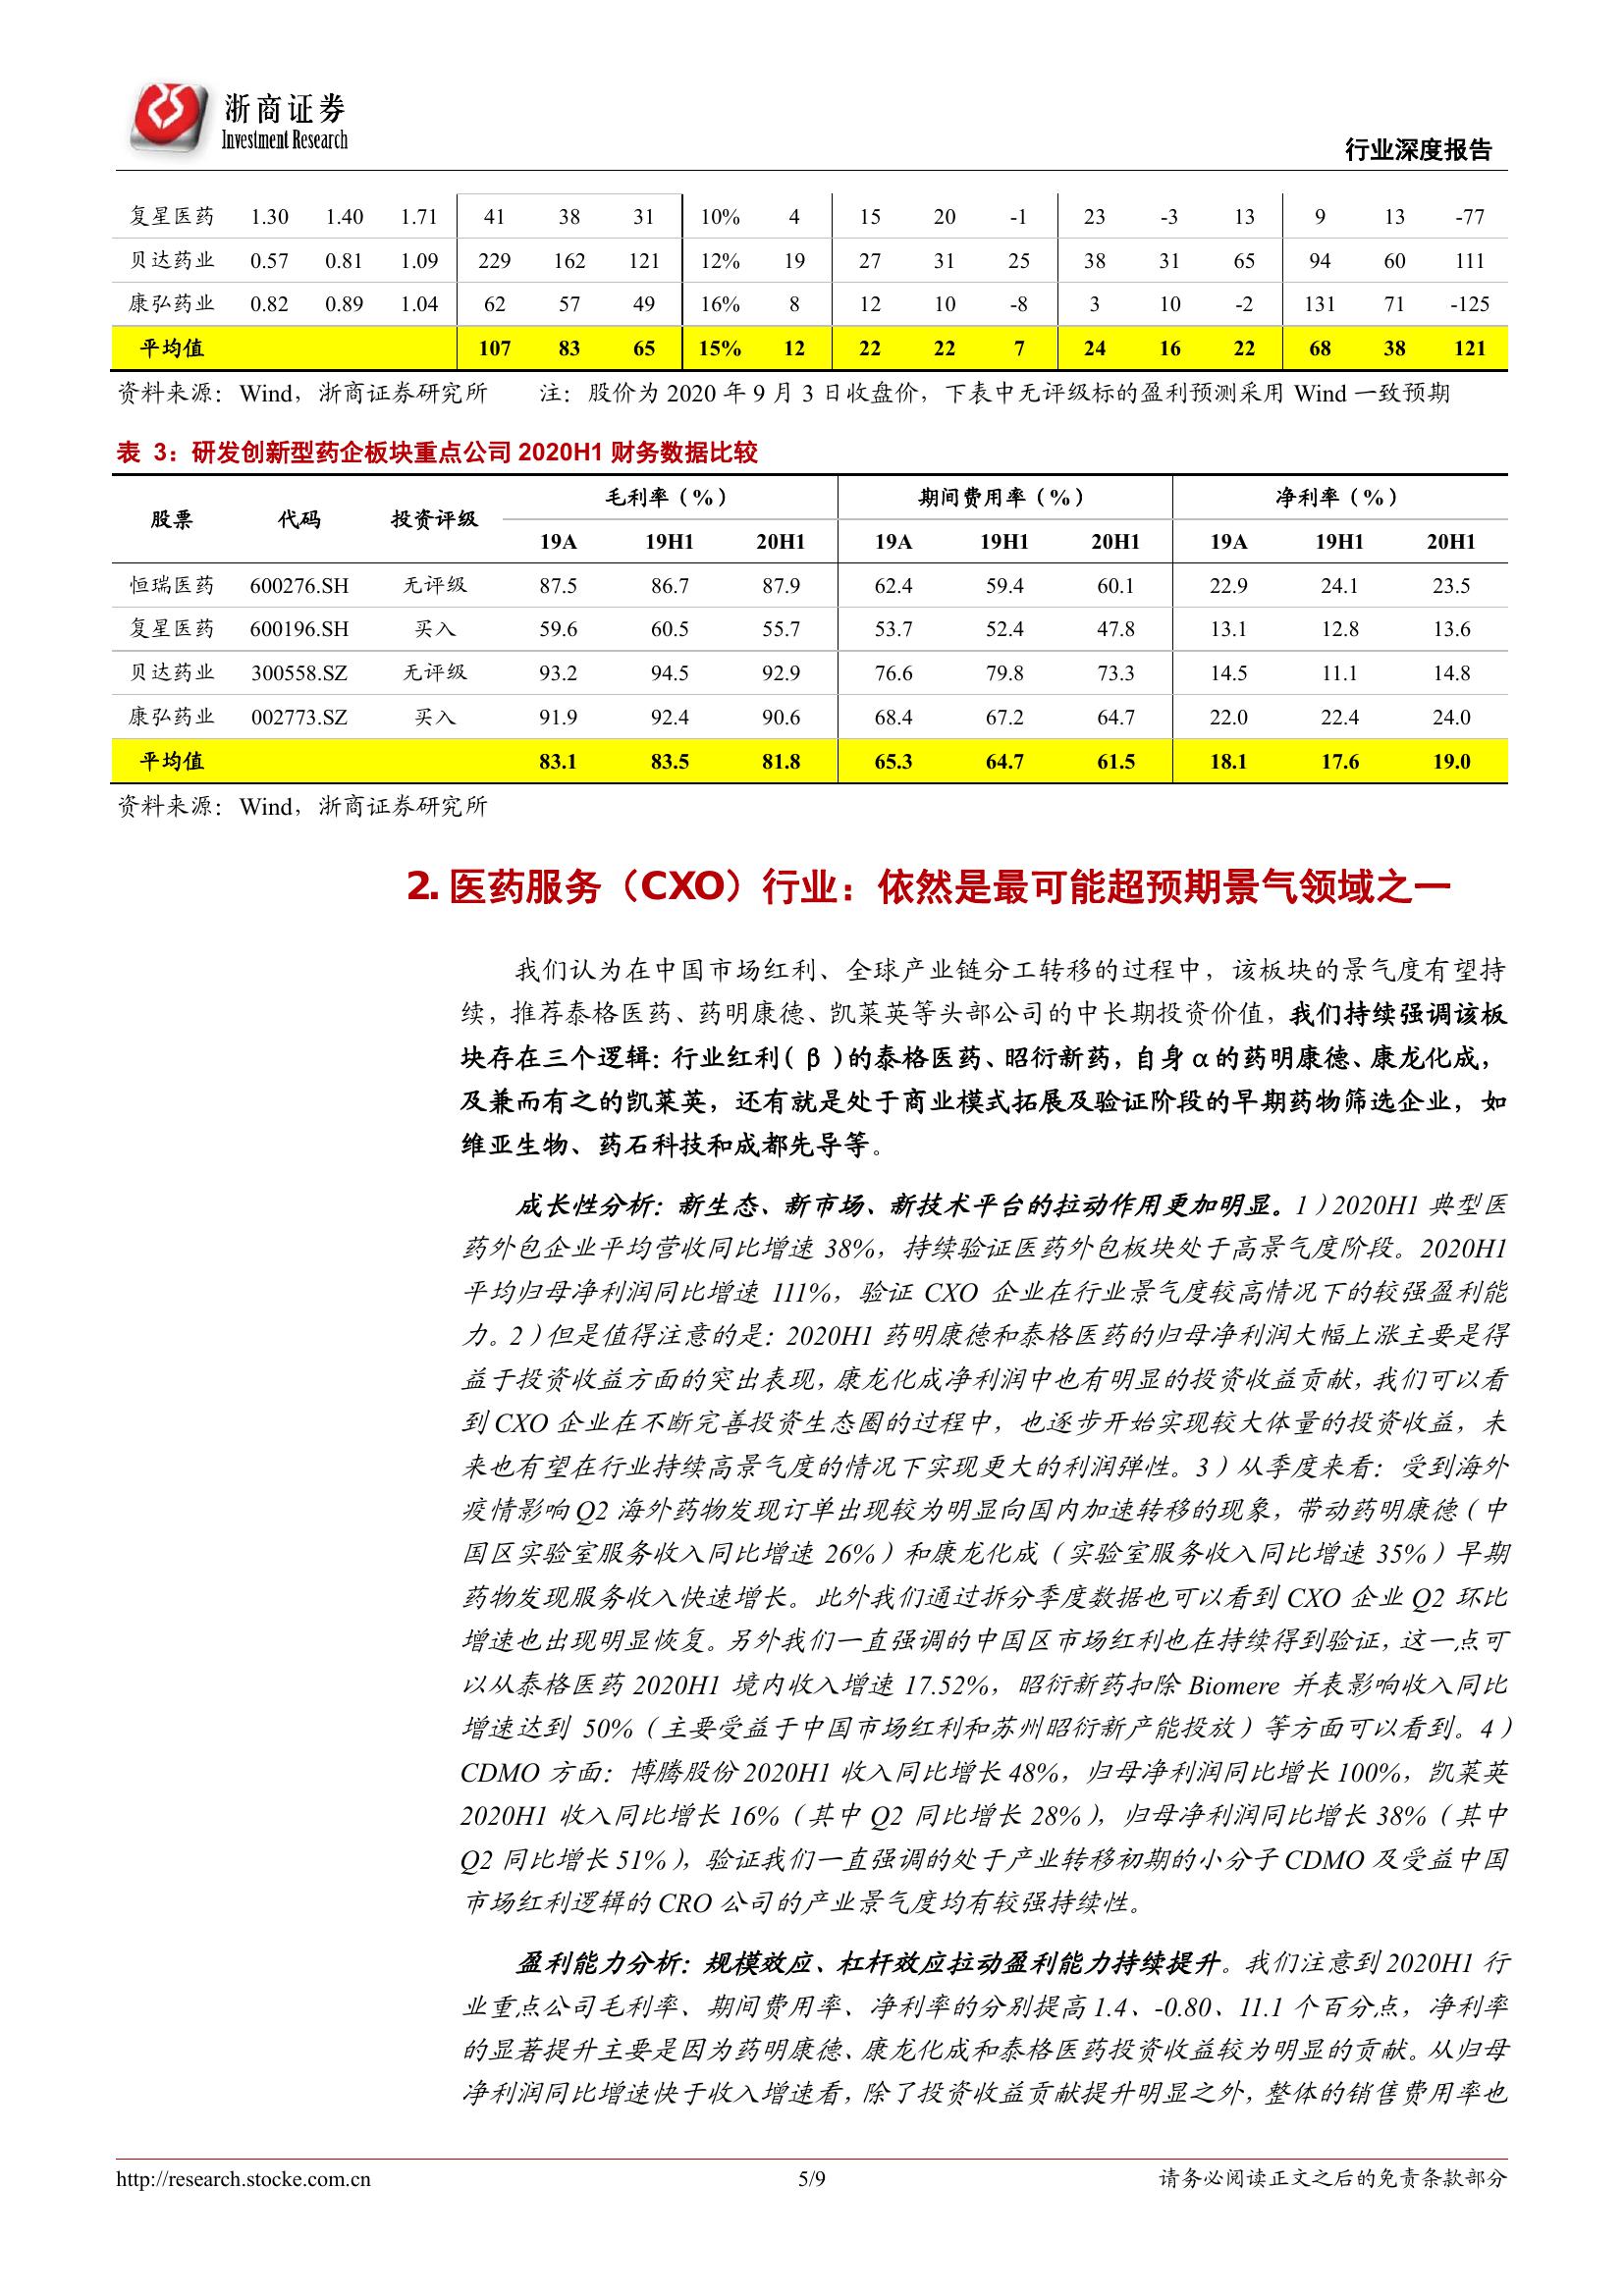 浙商证券
Investment Research
行业深度报告
复星医药 1.30 1.40 1.71 41 38 31 10% 4 15 20 -1 23 -3 13 9 13 -77
贝达药业 0.57 0.81 1.09 229 162 121 12% 19 27 31 25 38 31 65 94 60 111
康弘药业 0.82 0.89 1.04 62 57 49 16% 8 12 10 -8 3 10 -2 131 71 -125
平均值 107 83 65 15% 12 22 22 7 24 16 22 68 38 121
资料来源：Wind，浙商证券研究所 注：股价为 2020 年 9 月 3 日收盘价，下表中无评级标的盈利预测采用 Wind 一致预期
表 3：研发创新型药企板块重点公司 2020H1 财务数据比较
股票 代码 投资评级 毛利率（%） 期间费用率（%） 净利率（%）
19A 19H1 20H1 19A 19H1 20H1 19A 19H1 20H1
恒瑞医药 600276.SH 无评级 87.5 86.7 87.9 62.4 59.4 60.1 22.9 24.1 23.5
复星医药 600196.SH 买入 59.6 60.5 55.7 53.7 52.4 47.8 13.1 12.8 13.6
贝达药业 300558.SZ 无评级 93.2 94.5 92.9 76.6 79.8 73.3 14.5 11.1 14.8
康弘药业 002773.SZ 买入 91.9 92.4 90.6 68.4 67.2 64.7 22.0 22.4 24.0
平均值 83.1 83.5 81.8 65.3 64.7 61.5 18.1 17.6 19.0
资料来源：Wind，浙商证券研究所
2. 医药服务（CXO）行业：依然是最可能超预期景气领域之一
我们认为在中国市场红利、全球产业链分工转移的过程中，该板块的景气度有望持
续，推荐泰格医药、药明康德、凯莱英等头部公司的中长期投资价值，我们持续强调该板
块存在三个逻辑：行业红利（β）的泰格医药、昭衍新药，自身α的药明康德、康龙化成，
及兼而有之的凯莱英，还有就是处于商业模式拓展及验证阶段的早期药物筛选企业，如
维亚生物、药石科技和成都先导等。
成长性分析：新生态、新市场、新技术平台的拉动作用更加明显。1）2020H1 典型医
药外包企业平均营收同比增速 38%，持续验证医药外包板块处于高景气度阶段。2020H1
平均归母净利润同比增速 111%，验证 CXO 企业在行业景气度较高情况下的较强盈利能
力。2）但是值得注意的是：2020H1 药明康德和泰格医药的归母净利润大幅上涨主要是得
益于投资收益方面的突出表现，康龙化成净利润中也有明显的投资收益贡献，我们可以看
到 CXO 企业在不断完善投资生态圈的过程中，也逐步开始实现较大体量的投资收益，未
来也有望在行业持续高景气度的情况下实现更大的利润弹性。3）从季度来看：受到海外
疫情影响 Q2 海外药物发现订单出现较为明显向国内加速转移的现象，带动药明康德（中
国区实验室服务收入同比增速 26%）和康龙化成（实验室服务收入同比增速 35%）早期
药物发现服务收入快速增长。此外我们通过拆分季度数据也可以看到 CXO 企业 Q2 环比
增速也出现明显恢复。另外我们一直强调的中国区市场红利也在持续得到验证，这一点可
以从泰格医药 2020H1 境内收入增速 17.52%，昭衍新药扣除 Biomere 并表影响收入同比
增速达到 50%（主要受益于中国市场红利和苏州昭衍新产能投放）等方面可以看到。4）
CDMO 方面：博腾股份 2020H1 收入同比增长 48%，归母净利润同比增长 100%，凯莱英
2020H1 收入同比增长 16%（其中 Q2 同比增长 28%），归母净利润同比增长 38%（其中
Q2 同比增长 51%），验证我们一直强调的处于产业转移初期的小分子 CDMO 及受益中国
市场红利逻辑的 CRO 公司的产业景气度均有较强持续性。
盈利能力分析：规模效应、杠杆效应拉动盈利能力持续提升。我们注意到 2020H1 行
业重点公司毛利率、期间费用率、净利率的分别提高 1.4、-0.80、11.1 个百分点，净利率
的显著提升主要是因为药明康德、康龙化成和泰格医药投资收益较为明显的贡献。从归母
净利润同比增速快于收入增速看，除了投资收益贡献提升明显之外，整体的销售费用率也
http://research.stocke.com.cn 5/9 请务必阅读正文之后的免责条款部分